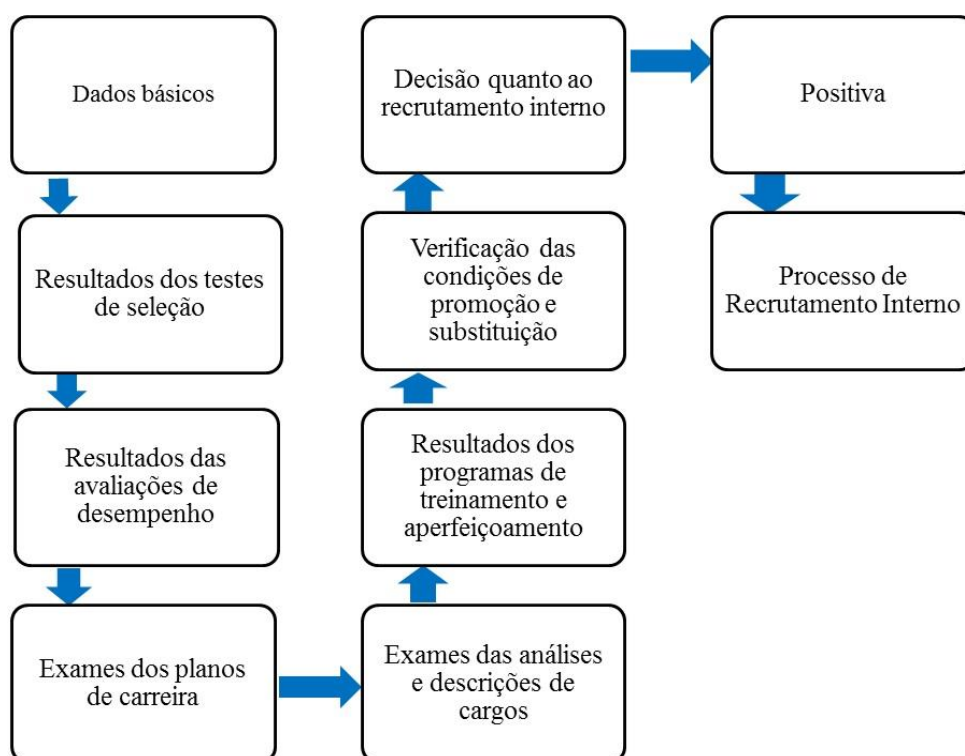 Dados básicos
Resultados dos testes
de seleção
Resultados das
avaliações de
desempenho
Exames dos planos
de carreira
Exames das análises
e descrições de
cargos
Resultados dos
programas de
treinamento e
aperfeiçoamento
Verificação das
condições de
promoção e
substituição
Decisão quanto ao
recrutamento interno
Positiva
Processo de
Recrutamento Interno